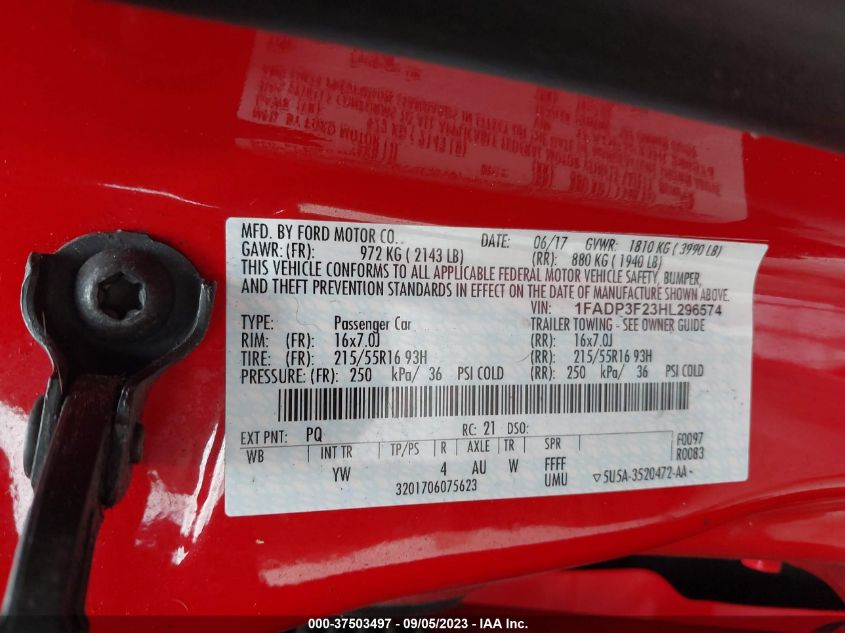 MFD. BY FORD MOTOR CO.. DATE: 06/17 GVWR: 1810 KG ( 3990 LB)
GAWR: (FR): 972 KG ( 2143 LB) (RR): 880 KG ( 1940 LB)
THIS VEHICLE CONFORMS TO ALL APPLICABLE FEDERAL MOTOR VEHICLE SAFETY, BUMPER,
AND THEFT PREVENTION STANDARDS IN EFFECT ON THE DATE OF MANUFACTURE SHOWN ABOVE.
VIN: 1FADP3F23HL296574
TYPE: Passenger Car TRAILER TOWING - SEE OWNER GUIDE
RIM: (FR): 16x7.0J (RR): 16x7.0J
TIRE: (FR): 215/55R16 93H (RR): 215/55R16 93H
PRESSURE: (FR): 250 kPa/ 36 PSI COLD (RR): 250 kPa/ 36 PSI COLD
EXT PNT: PQ RC: 21 DSO: F0097
WB INT TR TP/PS R AXLE TR SPR R0083
YW 4 AU W FFFF
3201706075623 UMU ▽5U5A-3520472-AA-
000-37503497 - 09/05/2023 - IAA Inc.